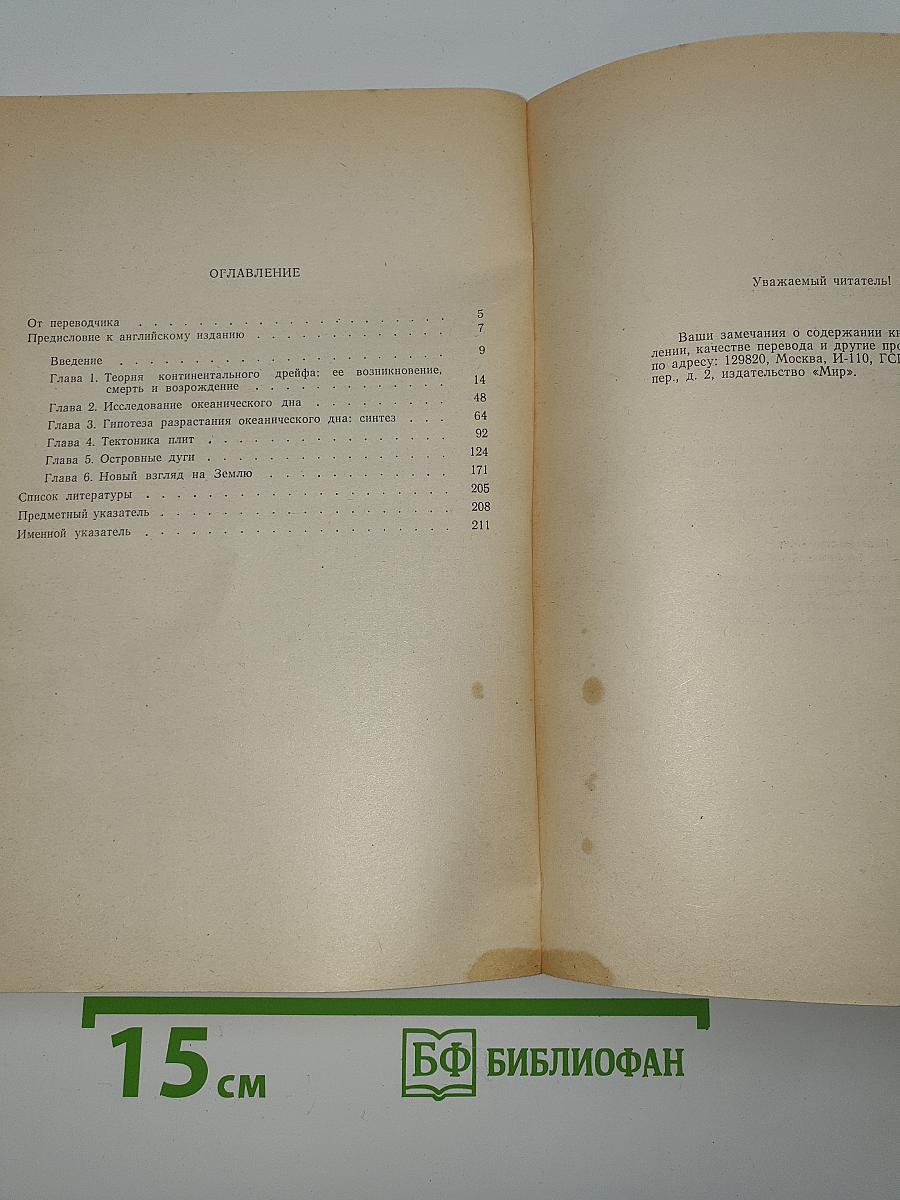 ОГЛАВЛЕНИЕ
От переводчика . . . . . . . . . . . . . . . . . . 5
Предисловие к английскому изданию . . . . . . . . . . . 7
Введение . . . . . . . . . . . . . . . . . . 9
Глава 1. Теория континентального дрейфа: ее возникновение,
смерть и возрождение . . . . . . . . . . 14
Глава 2. Исследование океанического дна . . . . . . . . 48
Глава 3. Гипотеза разрастания океанического дна: синтез . . . 64
Глава 4. Тектоника плит . . . . . . . . . . . . . 92
Глава 5. Островные дуги . . . . . . . . . . . . . 124
Глава 6. Новый взгляд на Землю . . . . . . . . . . 171
Список литературы . . . . . . . . . . . . . . . . . 205
Предметный указатель . . . . . . . . . . . . . . . . 208
Именной указатель . . . . . . . . . . . . . . . . . 211
Уважаемый читатель!
Ваши замечания о содержании
лении, качестве перевода и другие
по адресу: 129820, Москва, И-110,
пер., д. 2, издательство «Мир».
15 см
БФ БИБЛИОФАН